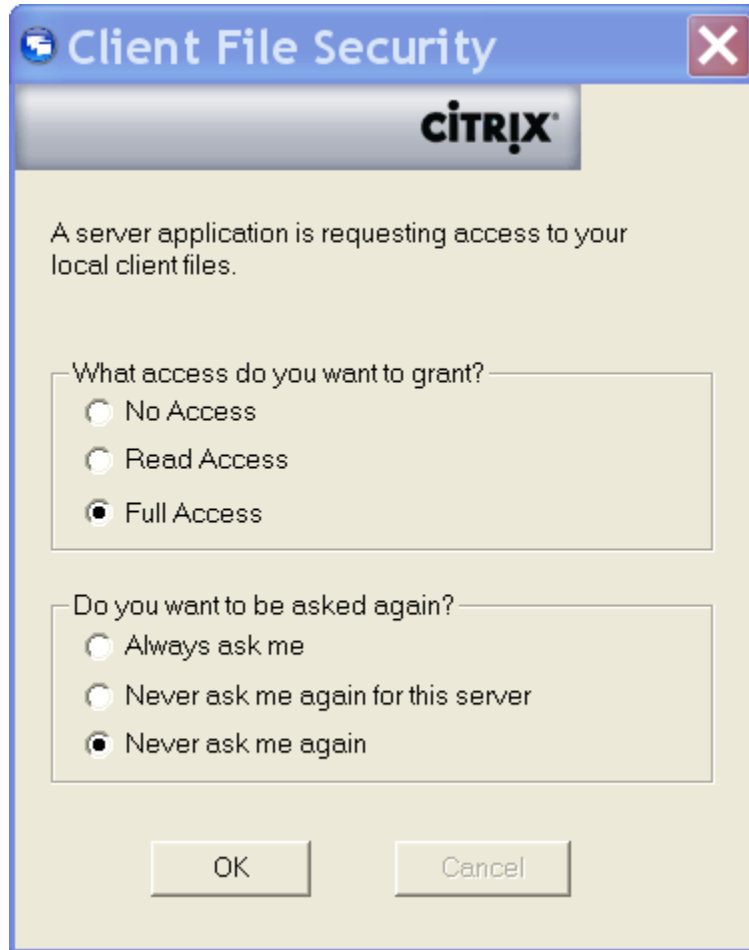 Client File Security
CİTRIX®
A server application is requesting access to your
local client files.
What access do you want to grant?
No Access
Read Access
Full Access
Do you want to be asked again?
Always ask me
Never ask me again for this server
Never ask me again
OK
Cancel